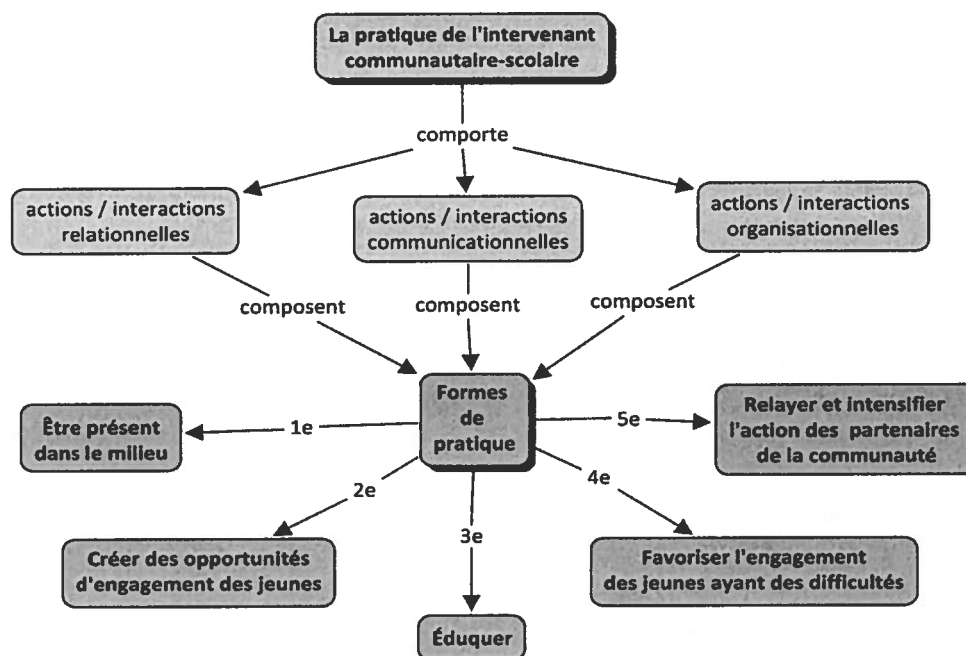 La pratique de l'intervenant
communautaire-scolaire
comporte
actions / interactions
relationnelles
actions / interactions
communicationnelles
actions / interactions
organisationnelles
composent
composent
composent
Formes
de
pratique
1e
Être présent
dans le milieu
2e
Créer des opportunités
d'engagement des jeunes
3e
Éduquer
4e
Favoriser l'engagement
des jeunes ayant des difficultés
5e
Relayer et intensifier
l'action des partenaires
de la communauté